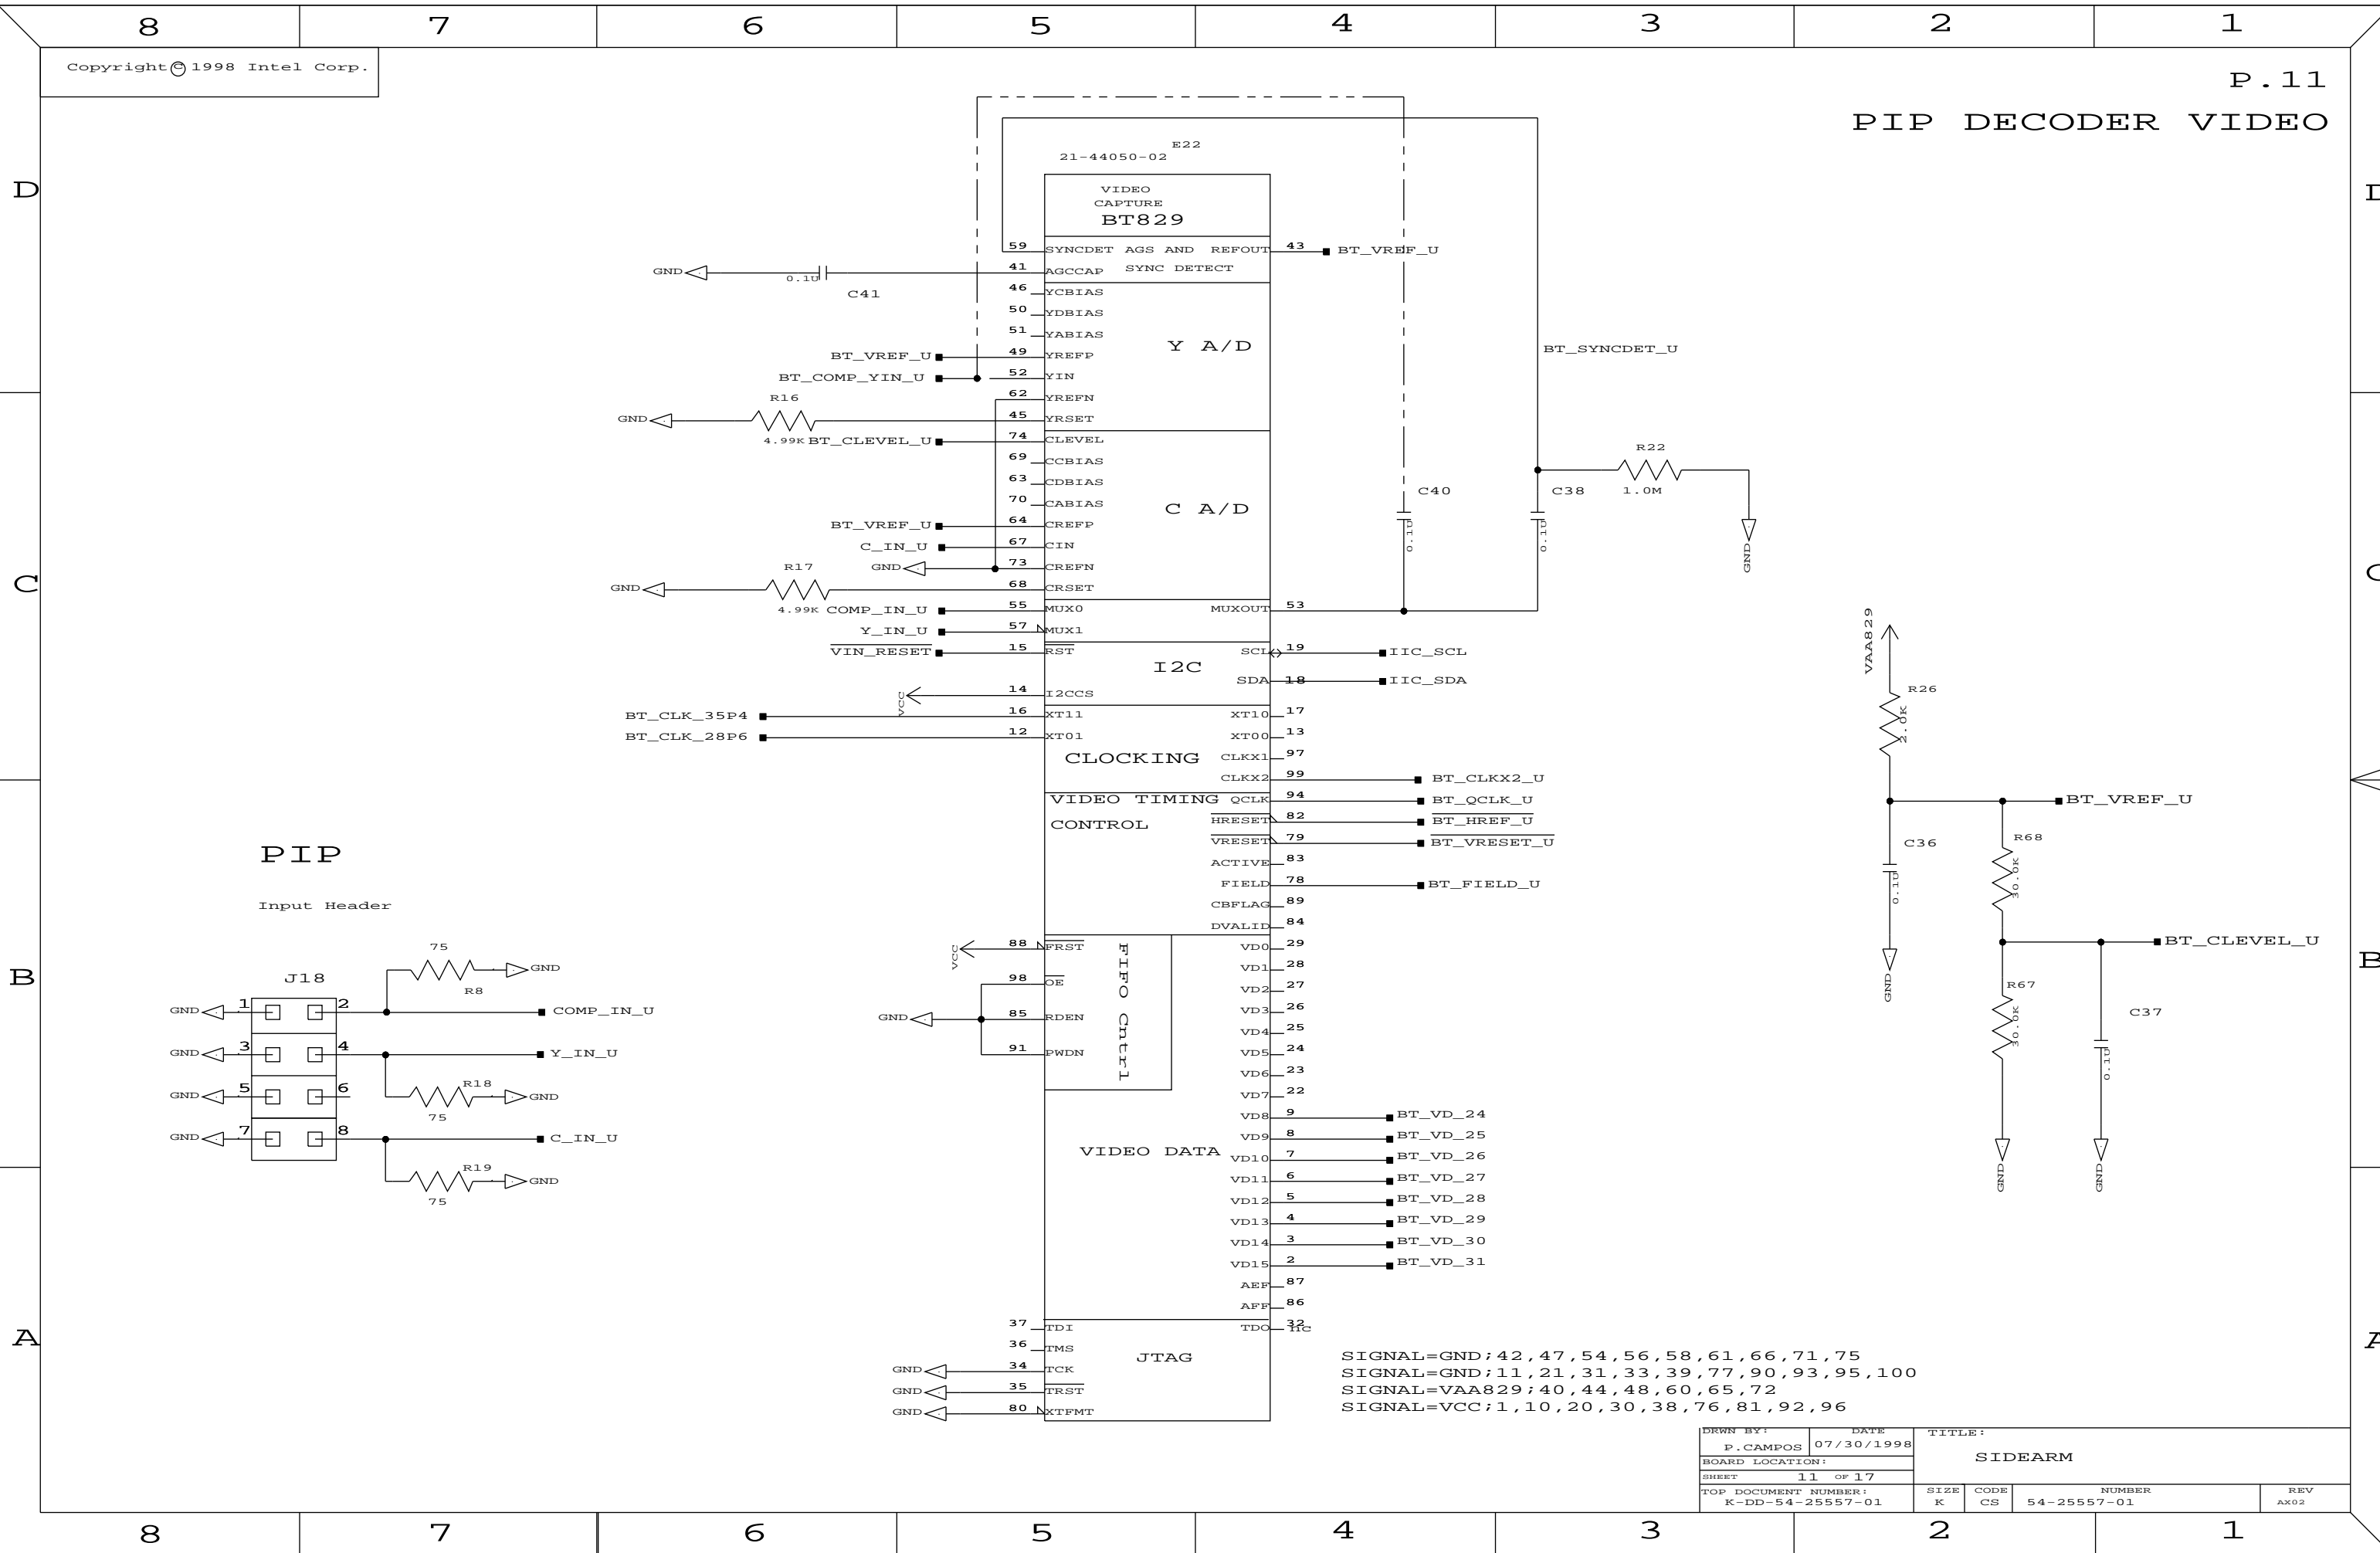 8 7 6 5 4 3 2 1
Copyright © 1998 Intel Corp.
P.11
PIP DECODER VIDEO
D
D
E22
21-44050-02
VIDEO
CAPTURE
BT829
59 SYNCDET AGS AND REFOUT 43 BT_VREF_U
GND 0.1U 41 AGCCAP SYNC DETECT
C41
46 YCBIAS
50 YDBIAS
51 YABIAS
Y A/D
BT_SYNCDET_U
BT_VREF_U 49 YREFP
BT_COMP_YIN_U 52 YIN
62 YREFN
R16
GND 45 YRSET
4.99K BT_CLEVEL_U 74 CLEVEL
69 CCBIAS
63 CDBIAS
70 CABIAS
C A/D
R22
1.0M
GND
C40
0.1U
C38
0.1U
BT_VREF_U 64 CREFP
C_IN_U 67 CIN
GND 73 CREFN
R17
GND 68 CRSET
C
C
4.99K COMP_IN_U 55 MUX0 MUXOUT 53
Y_IN_U 57 MUX1
VIN_RESET 15 RST SCL 19 IIC_SCL
I2C
SDA 18 IIC_SDA
VCC 14 I2CCS
BT_CLK_35P4 16 XT11 XT10 17
BT_CLK_28P6 12 XT01 XT00 13
CLOCKING CLKX1 97
CLKX2 99 BT_CLKX2_U
VIDEO TIMING QCLK 94 BT_QCLK_U
CONTROL HRESET 82 BT_HREF_U
VRESET 79 BT_VRESET_U
ACTIVE 83
FIELD 78 BT_FIELD_U
CBFLAG 89
DVALID 84
VAA829
R26
2.0K
BT_VREF_U
C36
0.1U
GND
R68
30.0K
BT_CLEVEL_U
R67
30.0K
GND
C37
0.1U
GND
PIP
Input Header
75
GND
R8
J18
B
B
GND 1 2 COMP_IN_U
GND 3 4 Y_IN_U
R18
GND 5 6 GND
75
GND 7 8 C_IN_U
R19
GND
75
VCC 88 FRST
98 OE
GND 85 RDEN
91 PWDN
FIFO Cntrl
VD0 29
VD1 28
VD2 27
VD3 26
VD4 25
VD5 24
VD6 23
VD7 22
VD8 9 BT_VD_24
VD9 8 BT_VD_25
VIDEO DATA VD10 7 BT_VD_26
VD11 6 BT_VD_27
VD12 5 BT_VD_28
VD13 4 BT_VD_29
VD14 3 BT_VD_30
VD15 2 BT_VD_31
AEF 87
AFF 86
A
A
37 TDI TDO 32 nc
36 TMS
JTAG
GND 34 TCK
GND 35 TRST
GND 80 XTFMT
SIGNAL=GND;42,47,54,56,58,61,66,71,75
SIGNAL=GND;11,21,31,33,39,77,90,93,95,100
SIGNAL=VAA829;40,44,48,60,65,72
SIGNAL=VCC;1,10,20,30,38,76,81,92,96
DRWN BY: DATE TITLE:
P.CAMPOS 07/30/1998
BOARD LOCATION:
SIDEARM
SHEET 11 OF 17
TOP DOCUMENT NUMBER: SIZE CODE NUMBER REV
K-DD-54-25557-01 K CS 54-25557-01 AX02
8 7 6 5 4 3 2 1